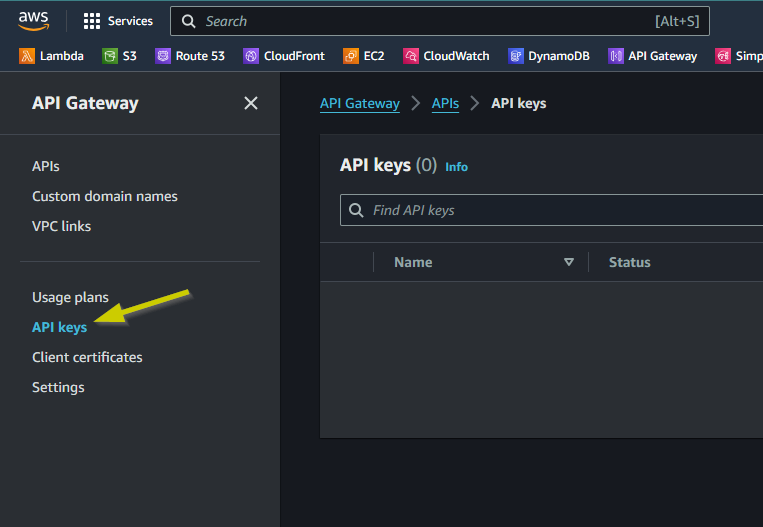 aws Services Search [Alt+S]
Lambda S3 Route 53 CloudFront EC2 CloudWatch DynamoDB API Gateway Simp
API Gateway
APIs
Custom domain names
VPC links
Usage plans
API keys
Client certificates
Settings
API Gateway > APIs > API keys
API keys (0) Info
Find API keys
Name Status